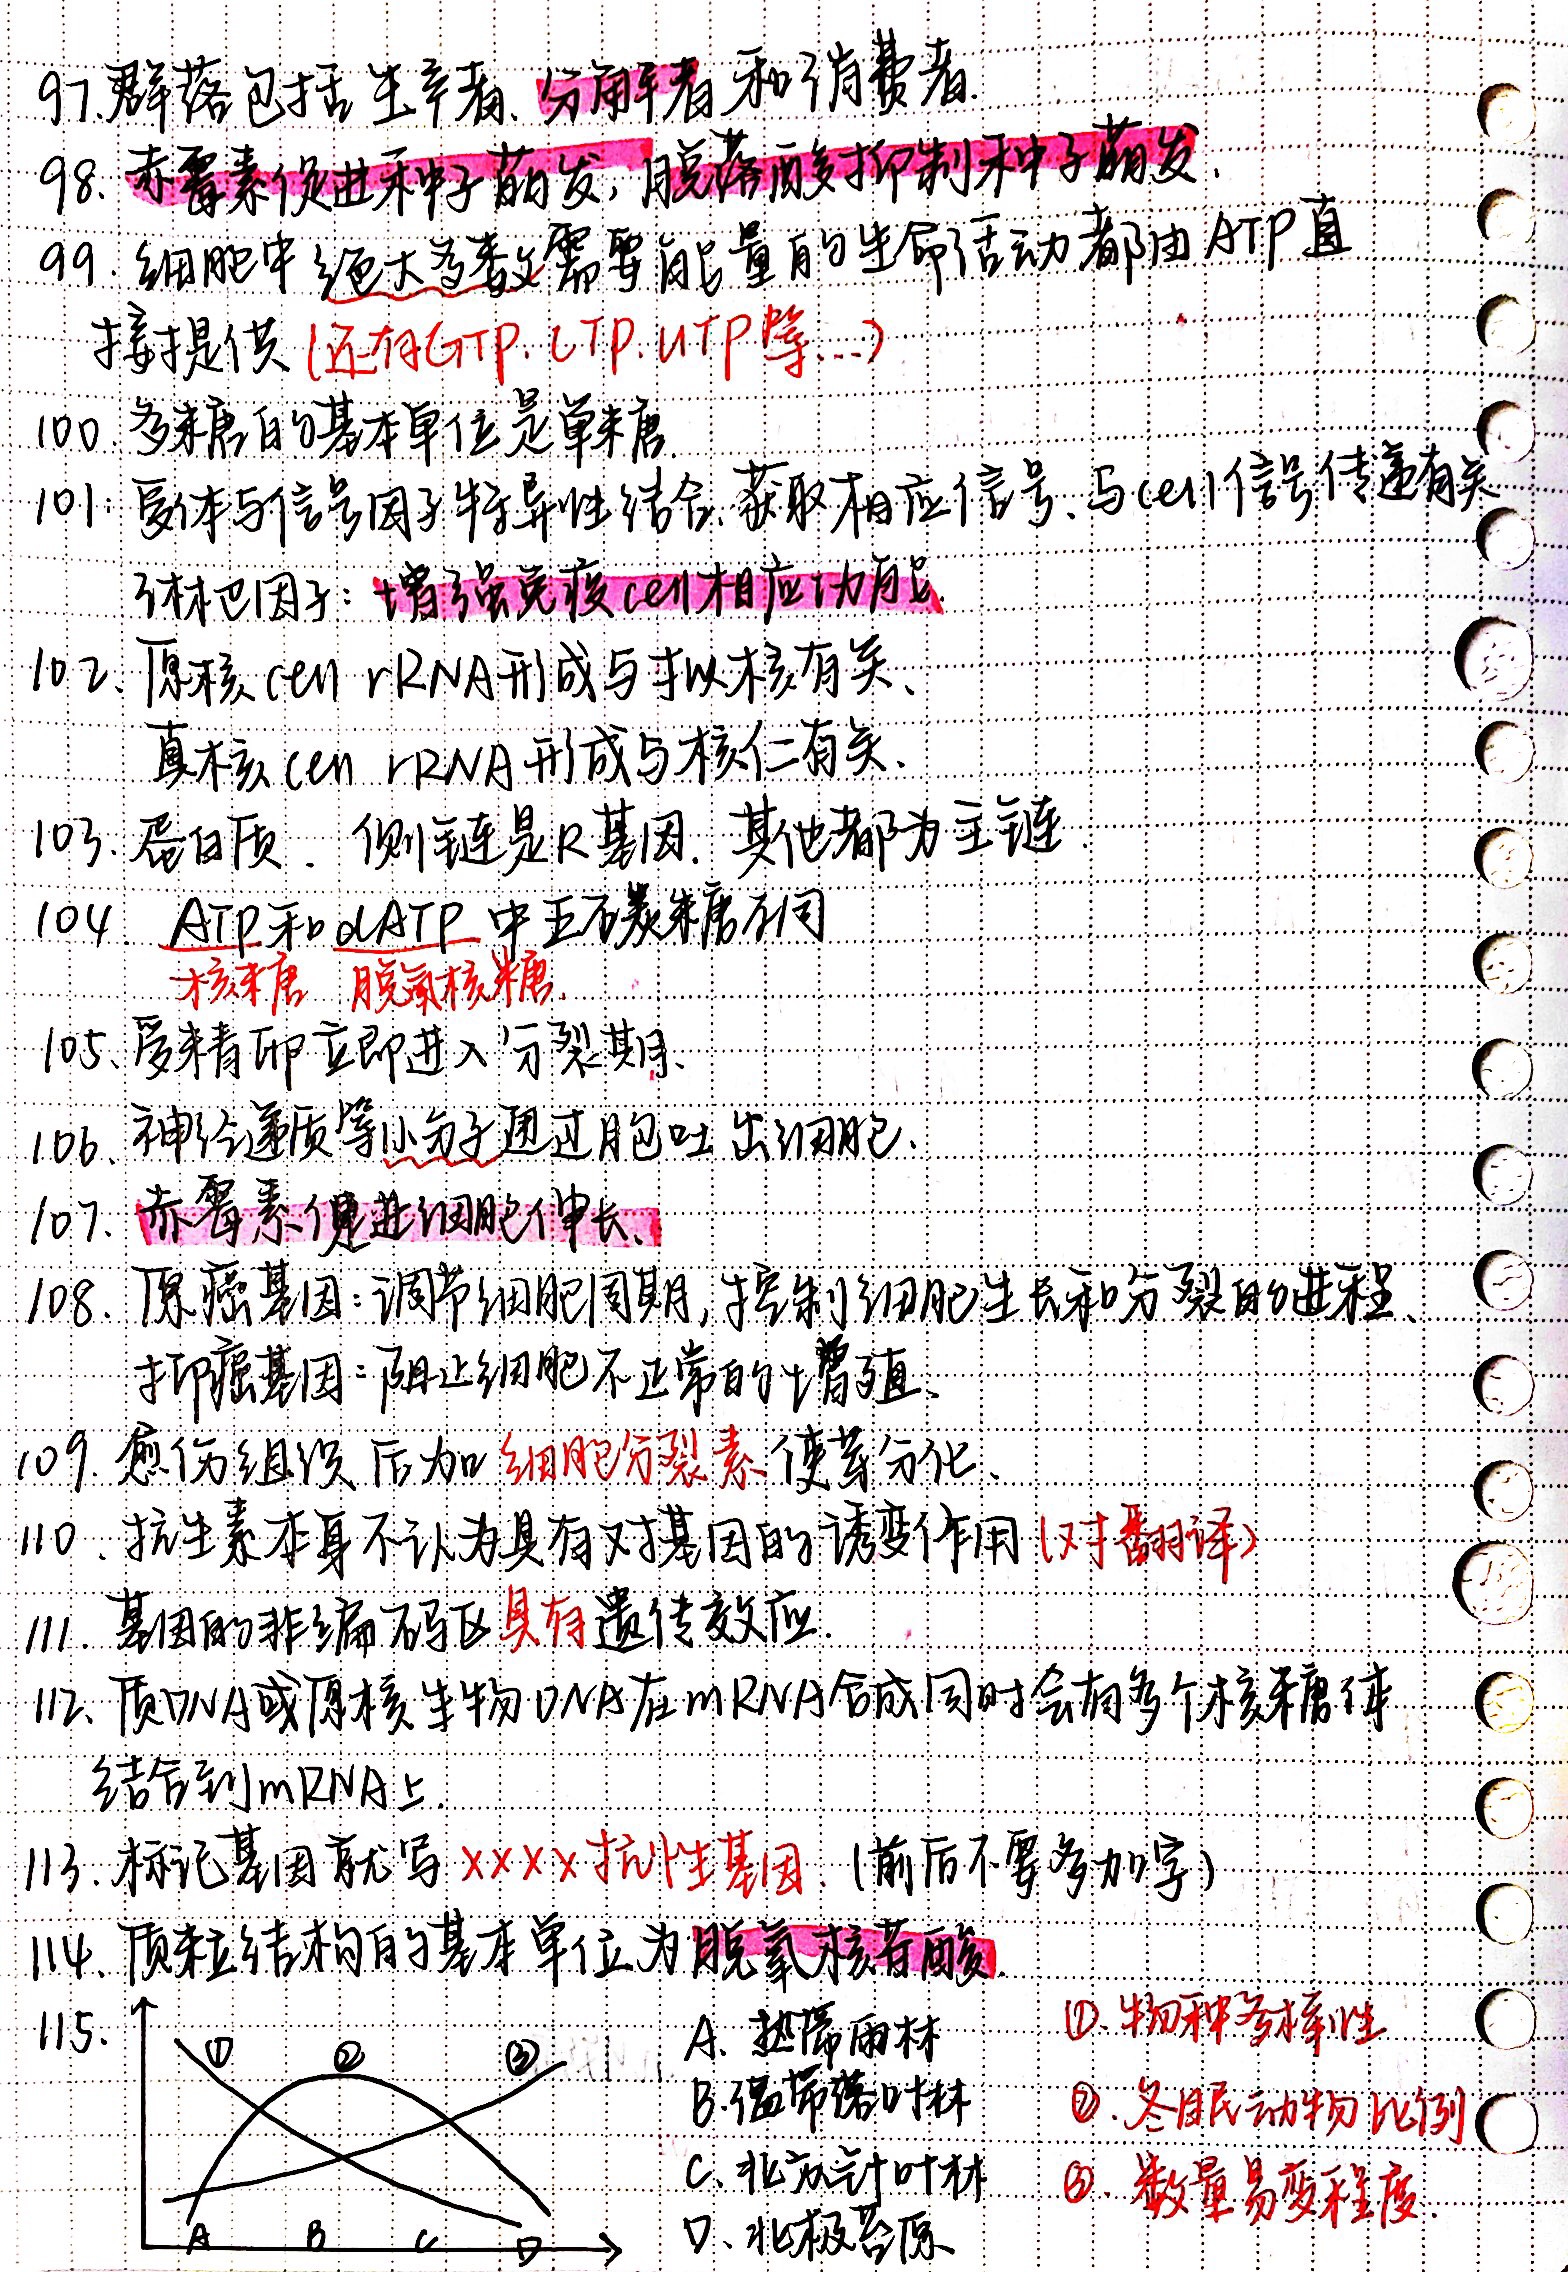 97.群落包括生产者、分解者和消费者.
98.赤霉素促进种子萌发,脱落酸抑制种子萌发.
99.细胞中绝大多数需要能量的生命活动都由ATP直
接提供(还有GTP.CTP.UTP等...)
100.多糖的基本单位是单糖.
101.受体与信号因子特异性结合、获取相应信号、与cell信号传递有关
淋巴因子:增强免疫cell相应功能.
102、原核cell rRNA形成与拟核有关、
真核cell rRNA形成与核仁有关、
103.蛋白质.侧链是R基因.其他都为主链.
104 ATP和dATP中五碳糖不同
核糖 脱氧核糖.
105、受精卵立即进入分裂期、
106、神经递质等小分子通过胞吐出细胞、
107.赤霉素促进细胞伸长、
108.原癌基因:调节细胞周期,控制细胞生长和分裂的进程、
抑癌基因:阻止细胞不正常的增殖、
109.愈伤组织后加细胞分裂素使芽分化、
110.抗生素本身不认为具有对基因的诱变作用(对翻译)
111.基因的非编码区具有遗传效应.
112、质DNA或原核生物DNA在mRNA合成同时会有多个核糖体
结合到mRNA上.
113.标记基因就写××××抗性基因.(前后不要多加字)
114、质粒结构的基本单位为脱氧核苷酸.
115.
① ② ③
A B C D
A.热带雨林
B.温带落叶林
C、北方针叶林
D、北极苔原
①.物种多样性
②.冬眠动物比例
③.数量易变程度.